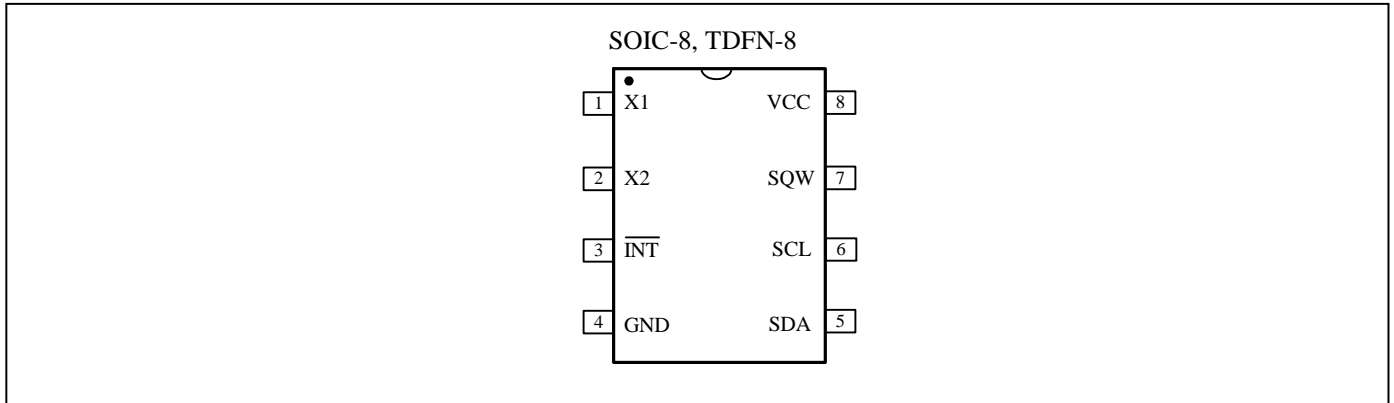 SOIC-8, TDFN-8
1 X1 VCC 8
2 X2 SQW 7
3 INT SCL 6
4 GND SDA 5